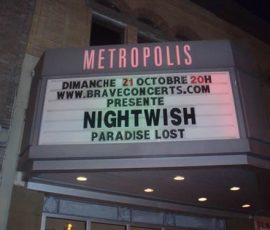 METROPOLIS
DIMANCHE 21 OCTOBRE 20H
WWW.BRAVECONCERTS.COM
PRESENTE
NIGHTWISH
PARADISE LOST